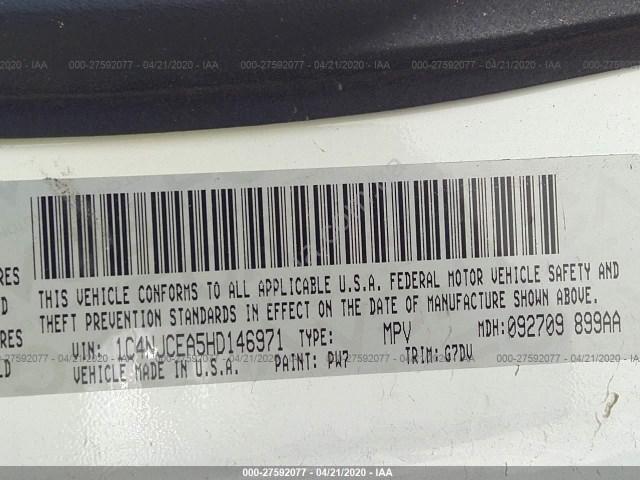 000-27592077 - 04/21/2020 - IAA
THIS VEHICLE CONFORMS TO ALL APPLICABLE U.S.A. FEDERAL MOTOR VEHICLE SAFETY AND
THEFT PREVENTION STANDARDS IN EFFECT ON THE DATE OF MANUFACTURE SHOWN ABOVE.
VIN: 1C4NJCEA5HD146971 TYPE: MPV MDH:092709 899AA
VEHICLE MADE IN U.S.A. PAINT: PW7 TRIM: G7DV
000-27592077 - 04/21/2020 - IAA